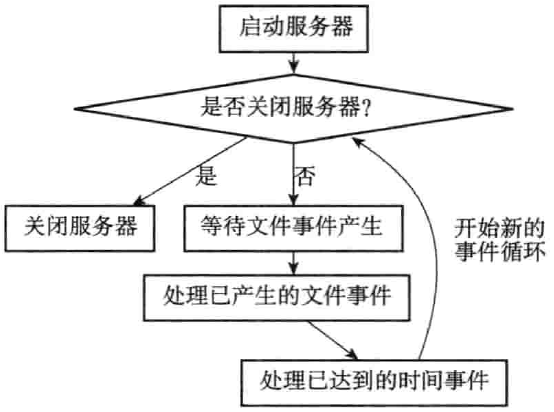 启动服务器
是否关闭服务器？
是
否
关闭服务器
等待文件事件产生
开始新的
事件循环
处理已产生的文件事件
处理已达到的时间事件